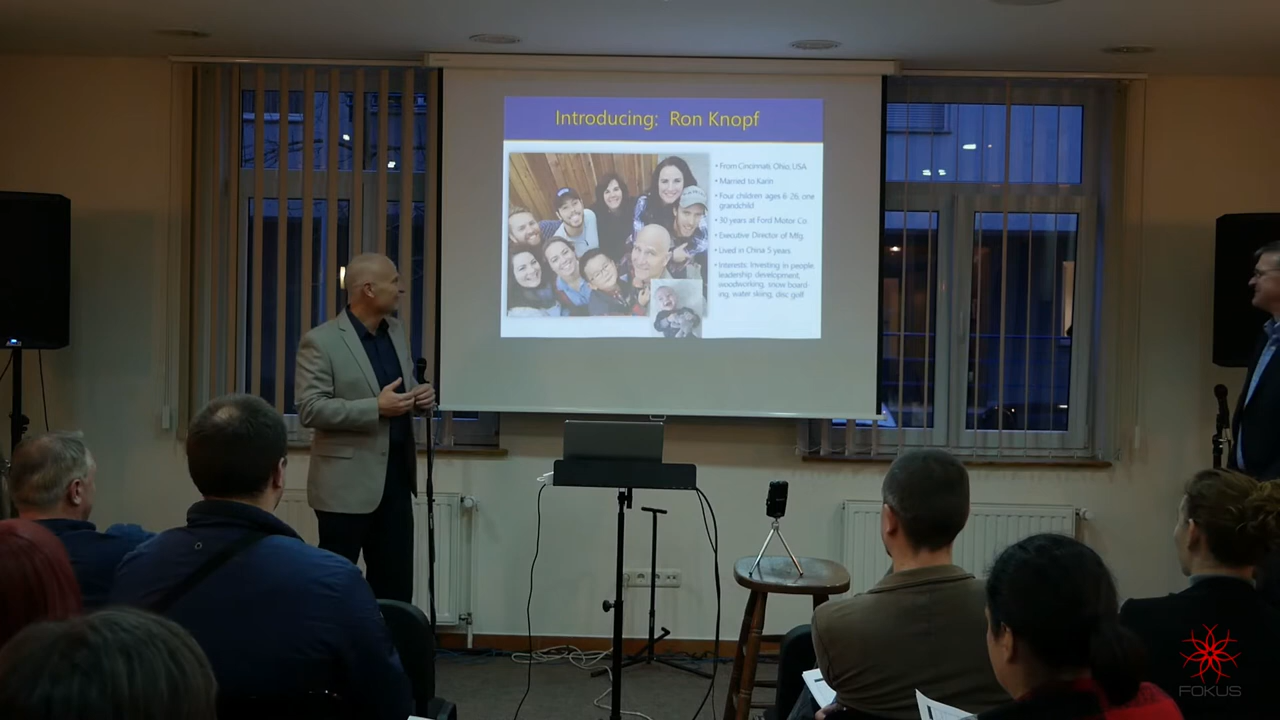 Introducing: Ron Knopf
• From Cincinnati, Ohio, USA
• Married to Karin
• Four children ages 6-26, one
grandchild
• 30 years at Ford Motor Co
• Executive Director of Mfg.
• Lived in China 5 years
• Interests: Investing in people,
leadership development,
woodworking, snow board-
ing, water skiing, disc golf
FOKUS